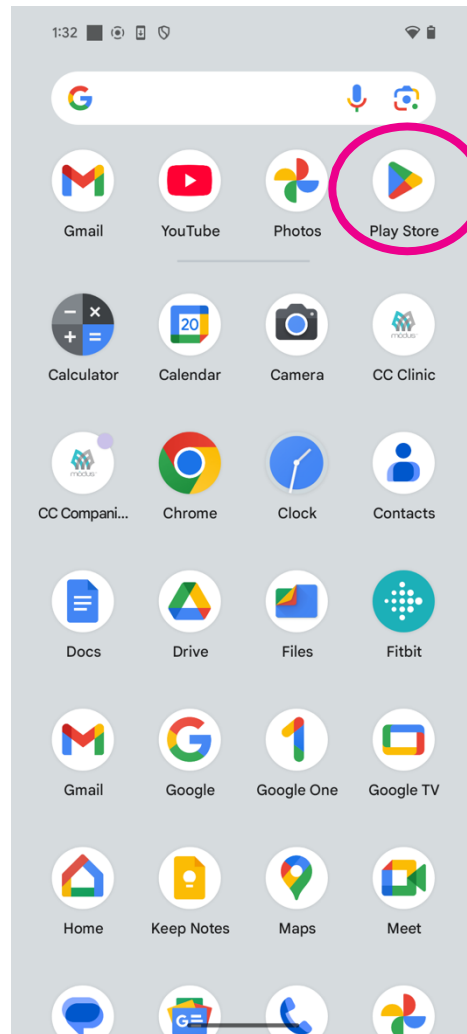 1:32
Gmail YouTube Photos Play Store
Calculator Calendar Camera CC Clinic
CC Compani... Chrome Clock Contacts
Docs Drive Files Fitbit
Gmail Google Google One Google TV
Home Keep Notes Maps Meet